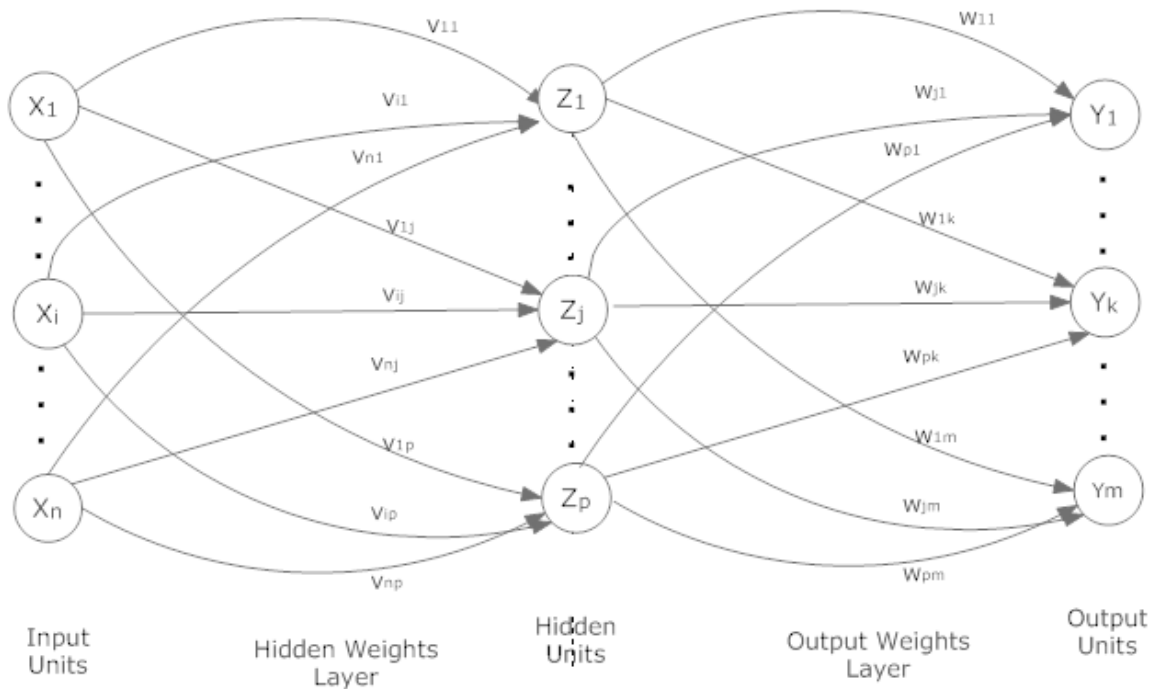 V11
W11
X1
Z1
Y1
Vi1
Wj1
Vn1
Wp1
V1j
W1k
Xi
Vij
Zj
Wjk
Yk
Vnj
Wpk
V1p
W1m
Xn
Zp
Ym
Vip
Wjm
Vnp
Wpm
Input
Units
Hidden Weights
Layer
Hidden
Units
Output Weights
Layer
Output
Units